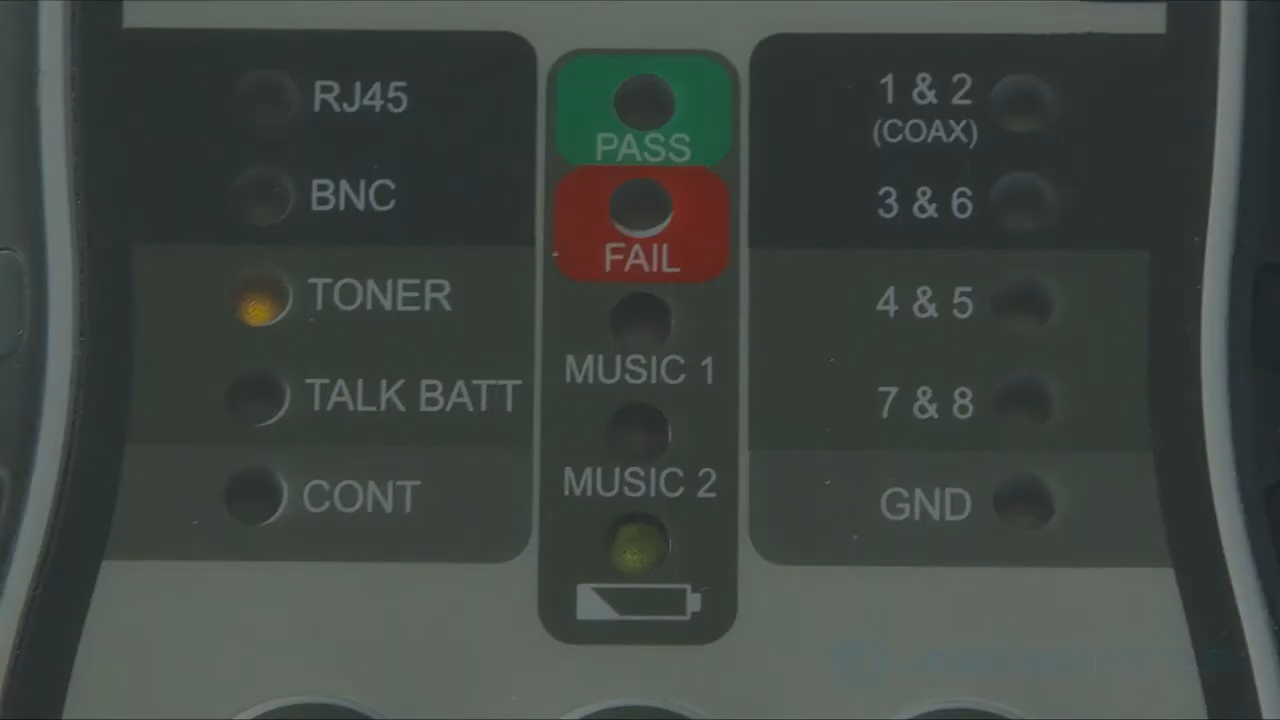 RJ45
BNC
TONER
TALK BATT
CONT
PASS
FAIL
MUSIC 1
MUSIC 2
1 & 2
(COAX)
3 & 6
4 & 5
7 & 8
GND